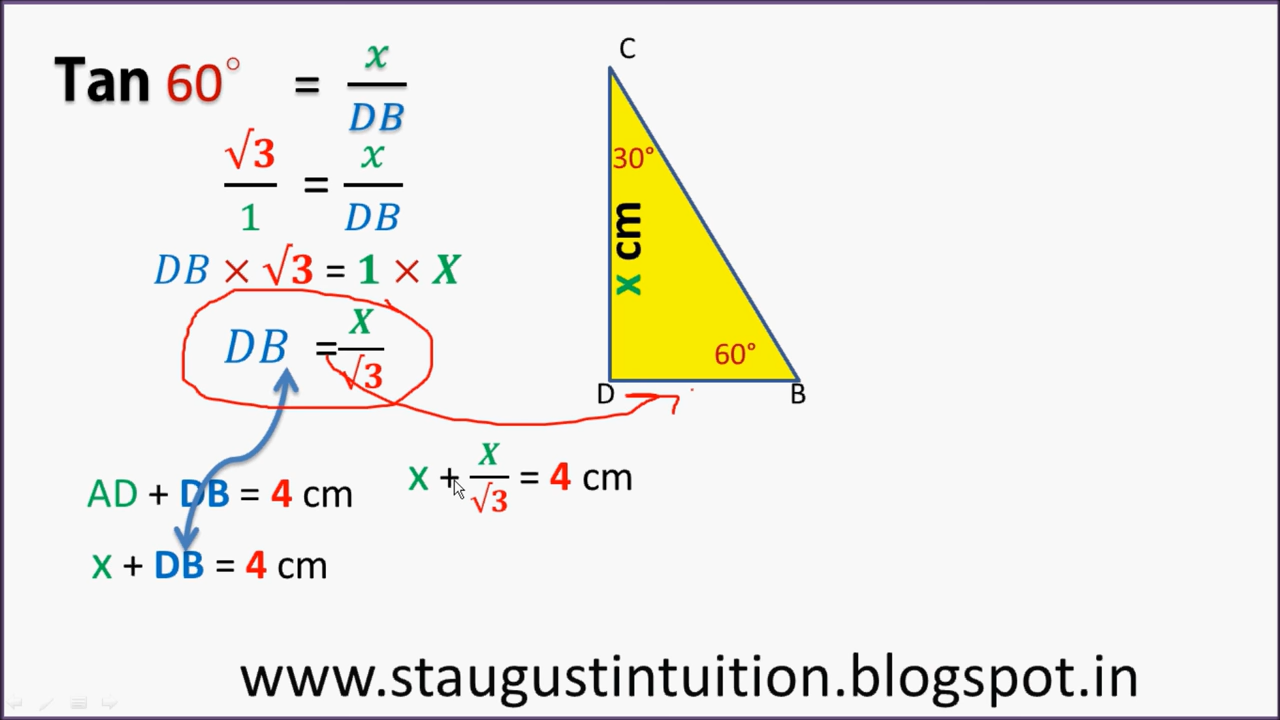 Tan 60° = x/DB
√3/1 = x/DB
DB × √3 = 1 × X
DB = X/√3
AD + DB = 4 cm
x + DB = 4 cm
x + X/√3 = 4 cm
C
30°
x cm
60°
D
B
www.staugustintuition.blogspot.in